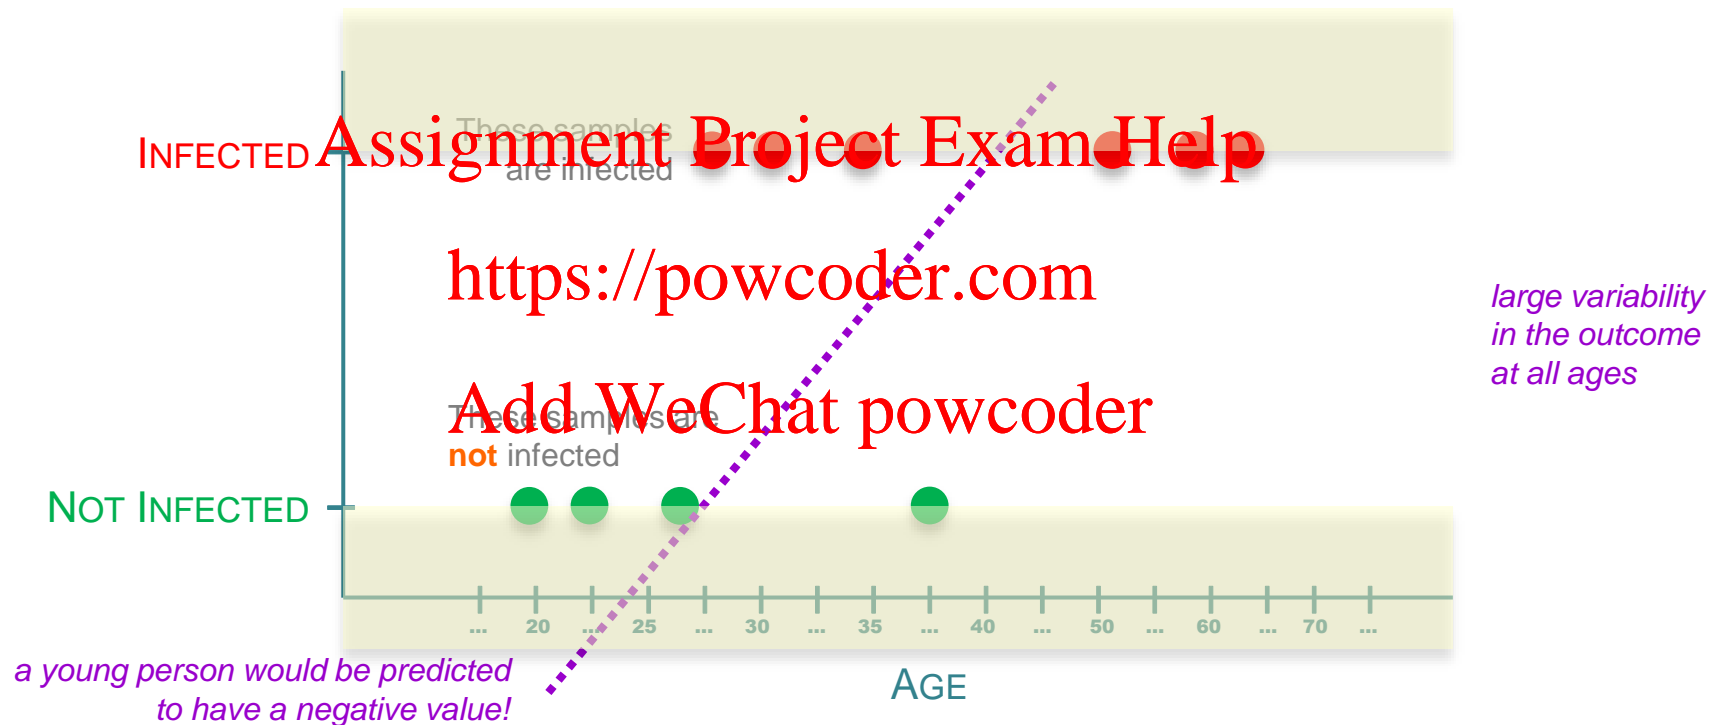 These samples
are infected
INFECTED
Assignment Project Exam Help
https://powcoder.com
large variability
in the outcome
at all ages
Add WeChat powcoder
These samples are
not infected
NOT INFECTED
... 20 ... 25 ... 30 ... 35 ... 40 ... 50 ... 60 ... 70 ...
AGE
a young person would be predicted
to have a negative value!